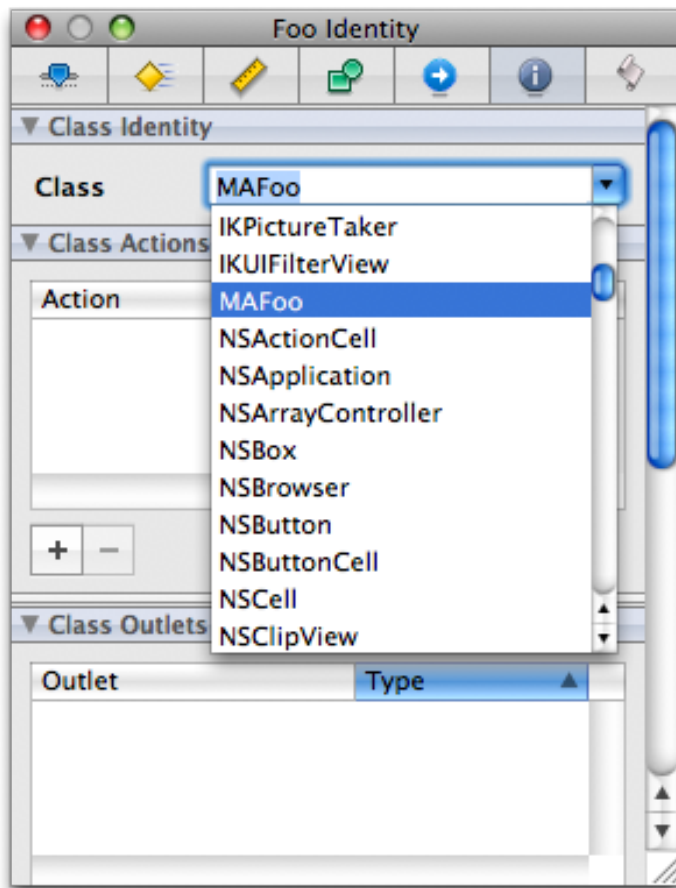 Foo Identity
Class Identity
Class MAFoo
IKPictureTaker
IKUIFilterView
Class Actions
MAFoo
Action
NSActionCell
NSApplication
NSArrayController
NSBox
NSBrowser
NSButton
NSButtonCell
NSCell
Class Outlets
NSClipView
Outlet Type